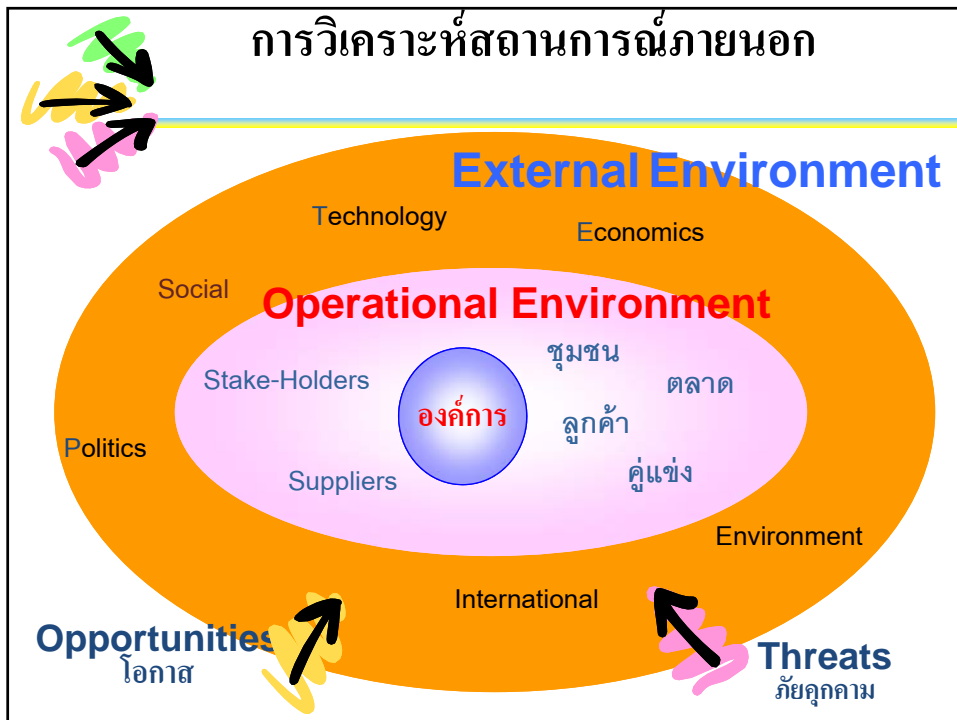 การวิเคราะห์สถานการณ์ภายนอก
External Environment
Technology
Economics
Social
Operational Environment
ชุมชน
Stake-Holders
ตลาด
องค์การ
ลูกค้า
Politics
Suppliers
คู่แข่ง
Environment
International
Opportunities
โอกาส
Threats
ภัยคุกคาม